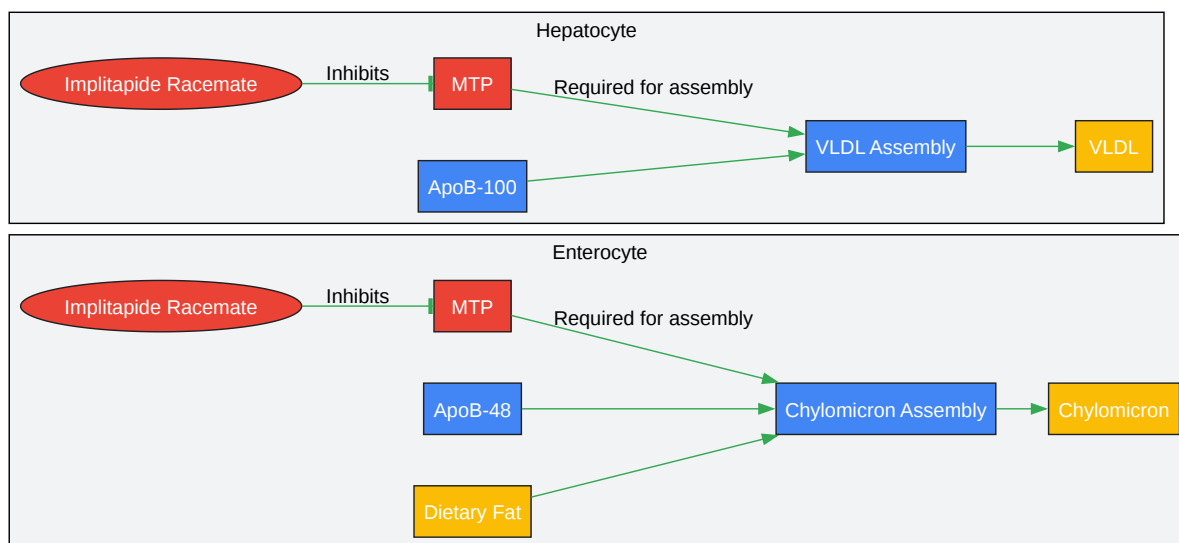 Hepatocyte
Implitapide Racemate
Inhibits
MTP
Required for assembly
ApoB-100
VLDL Assembly
VLDL
Enterocyte
Implitapide Racemate
Inhibits
MTP
Required for assembly
ApoB-48
Chylomicron Assembly
Chylomicron
Dietary Fat